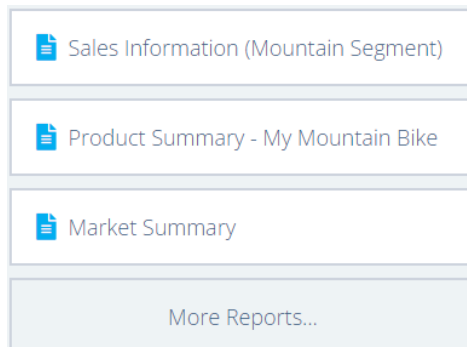 Sales Information (Mountain Segment)
Product Summary - My Mountain Bike
Market Summary
More Reports...